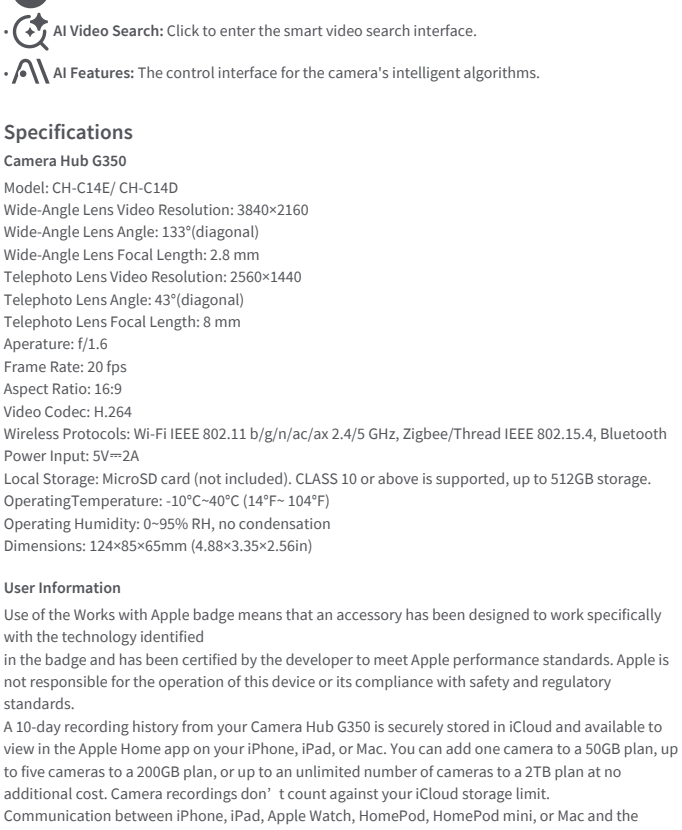 • AI Video Search: Click to enter the smart video search interface.
• AI Features: The control interface for the camera's intelligent algorithms.
Specifications
Camera Hub G350
Model: CH-C14E/ CH-C14D
Wide-Angle Lens Video Resolution: 3840×2160
Wide-Angle Lens Angle: 133°(diagonal)
Wide-Angle Lens Focal Length: 2.8 mm
Telephoto Lens Video Resolution: 2560×1440
Telephoto Lens Angle: 43°(diagonal)
Telephoto Lens Focal Length: 8 mm
Aperature: f/1.6
Frame Rate: 20 fps
Aspect Ratio: 16:9
Video Codec: H.264
Wireless Protocols: Wi-Fi IEEE 802.11 b/g/n/ac/ax 2.4/5 GHz, Zigbee/Thread IEEE 802.15.4, Bluetooth
Power Input: 5V⎓2A
Local Storage: MicroSD card (not included). CLASS 10 or above is supported, up to 512GB storage.
OperatingTemperature: -10°C~40°C (14°F~ 104°F)
Operating Humidity: 0~95% RH, no condensation
Dimensions: 124×85×65mm (4.88×3.35×2.56in)
User Information
Use of the Works with Apple badge means that an accessory has been designed to work specifically
with the technology identified
in the badge and has been certified by the developer to meet Apple performance standards. Apple is
not responsible for the operation of this device or its compliance with safety and regulatory
standards.
A 10-day recording history from your Camera Hub G350 is securely stored in iCloud and available to
view in the Apple Home app on your iPhone, iPad, or Mac. You can add one camera to a 50GB plan, up
to five cameras to a 200GB plan, or up to an unlimited number of cameras to a 2TB plan at no
additional cost. Camera recordings don’ t count against your iCloud storage limit.
Communication between iPhone, iPad, Apple Watch, HomePod, HomePod mini, or Mac and the